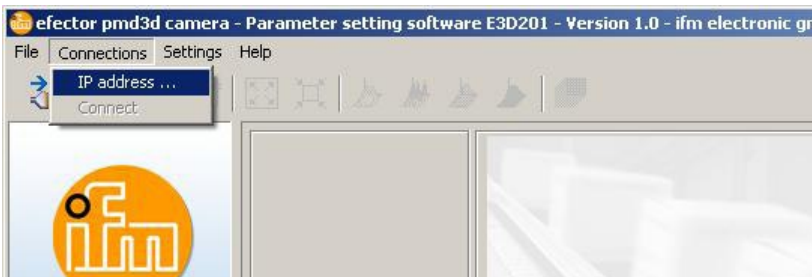 efector pmd3d camera - Parameter setting software E3D201 - Version 1.0 - ifm electronic gr
File Connections Settings Help
IP address ...
Connect
ifm